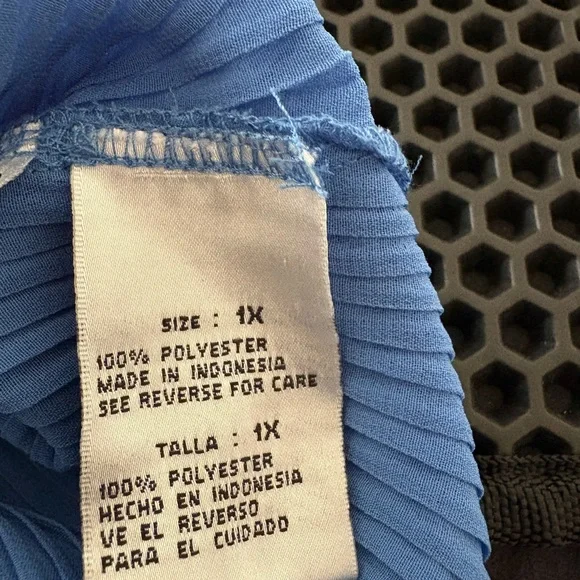 SIZE : 1X
100% POLYESTER
MADE IN INDONESIA
SEE REVERSE FOR CARE
TALLA : 1X
100% POLYESTER
HECHO EN INDONESIA
VE EL REVERSO
PARA EL CUIDADO